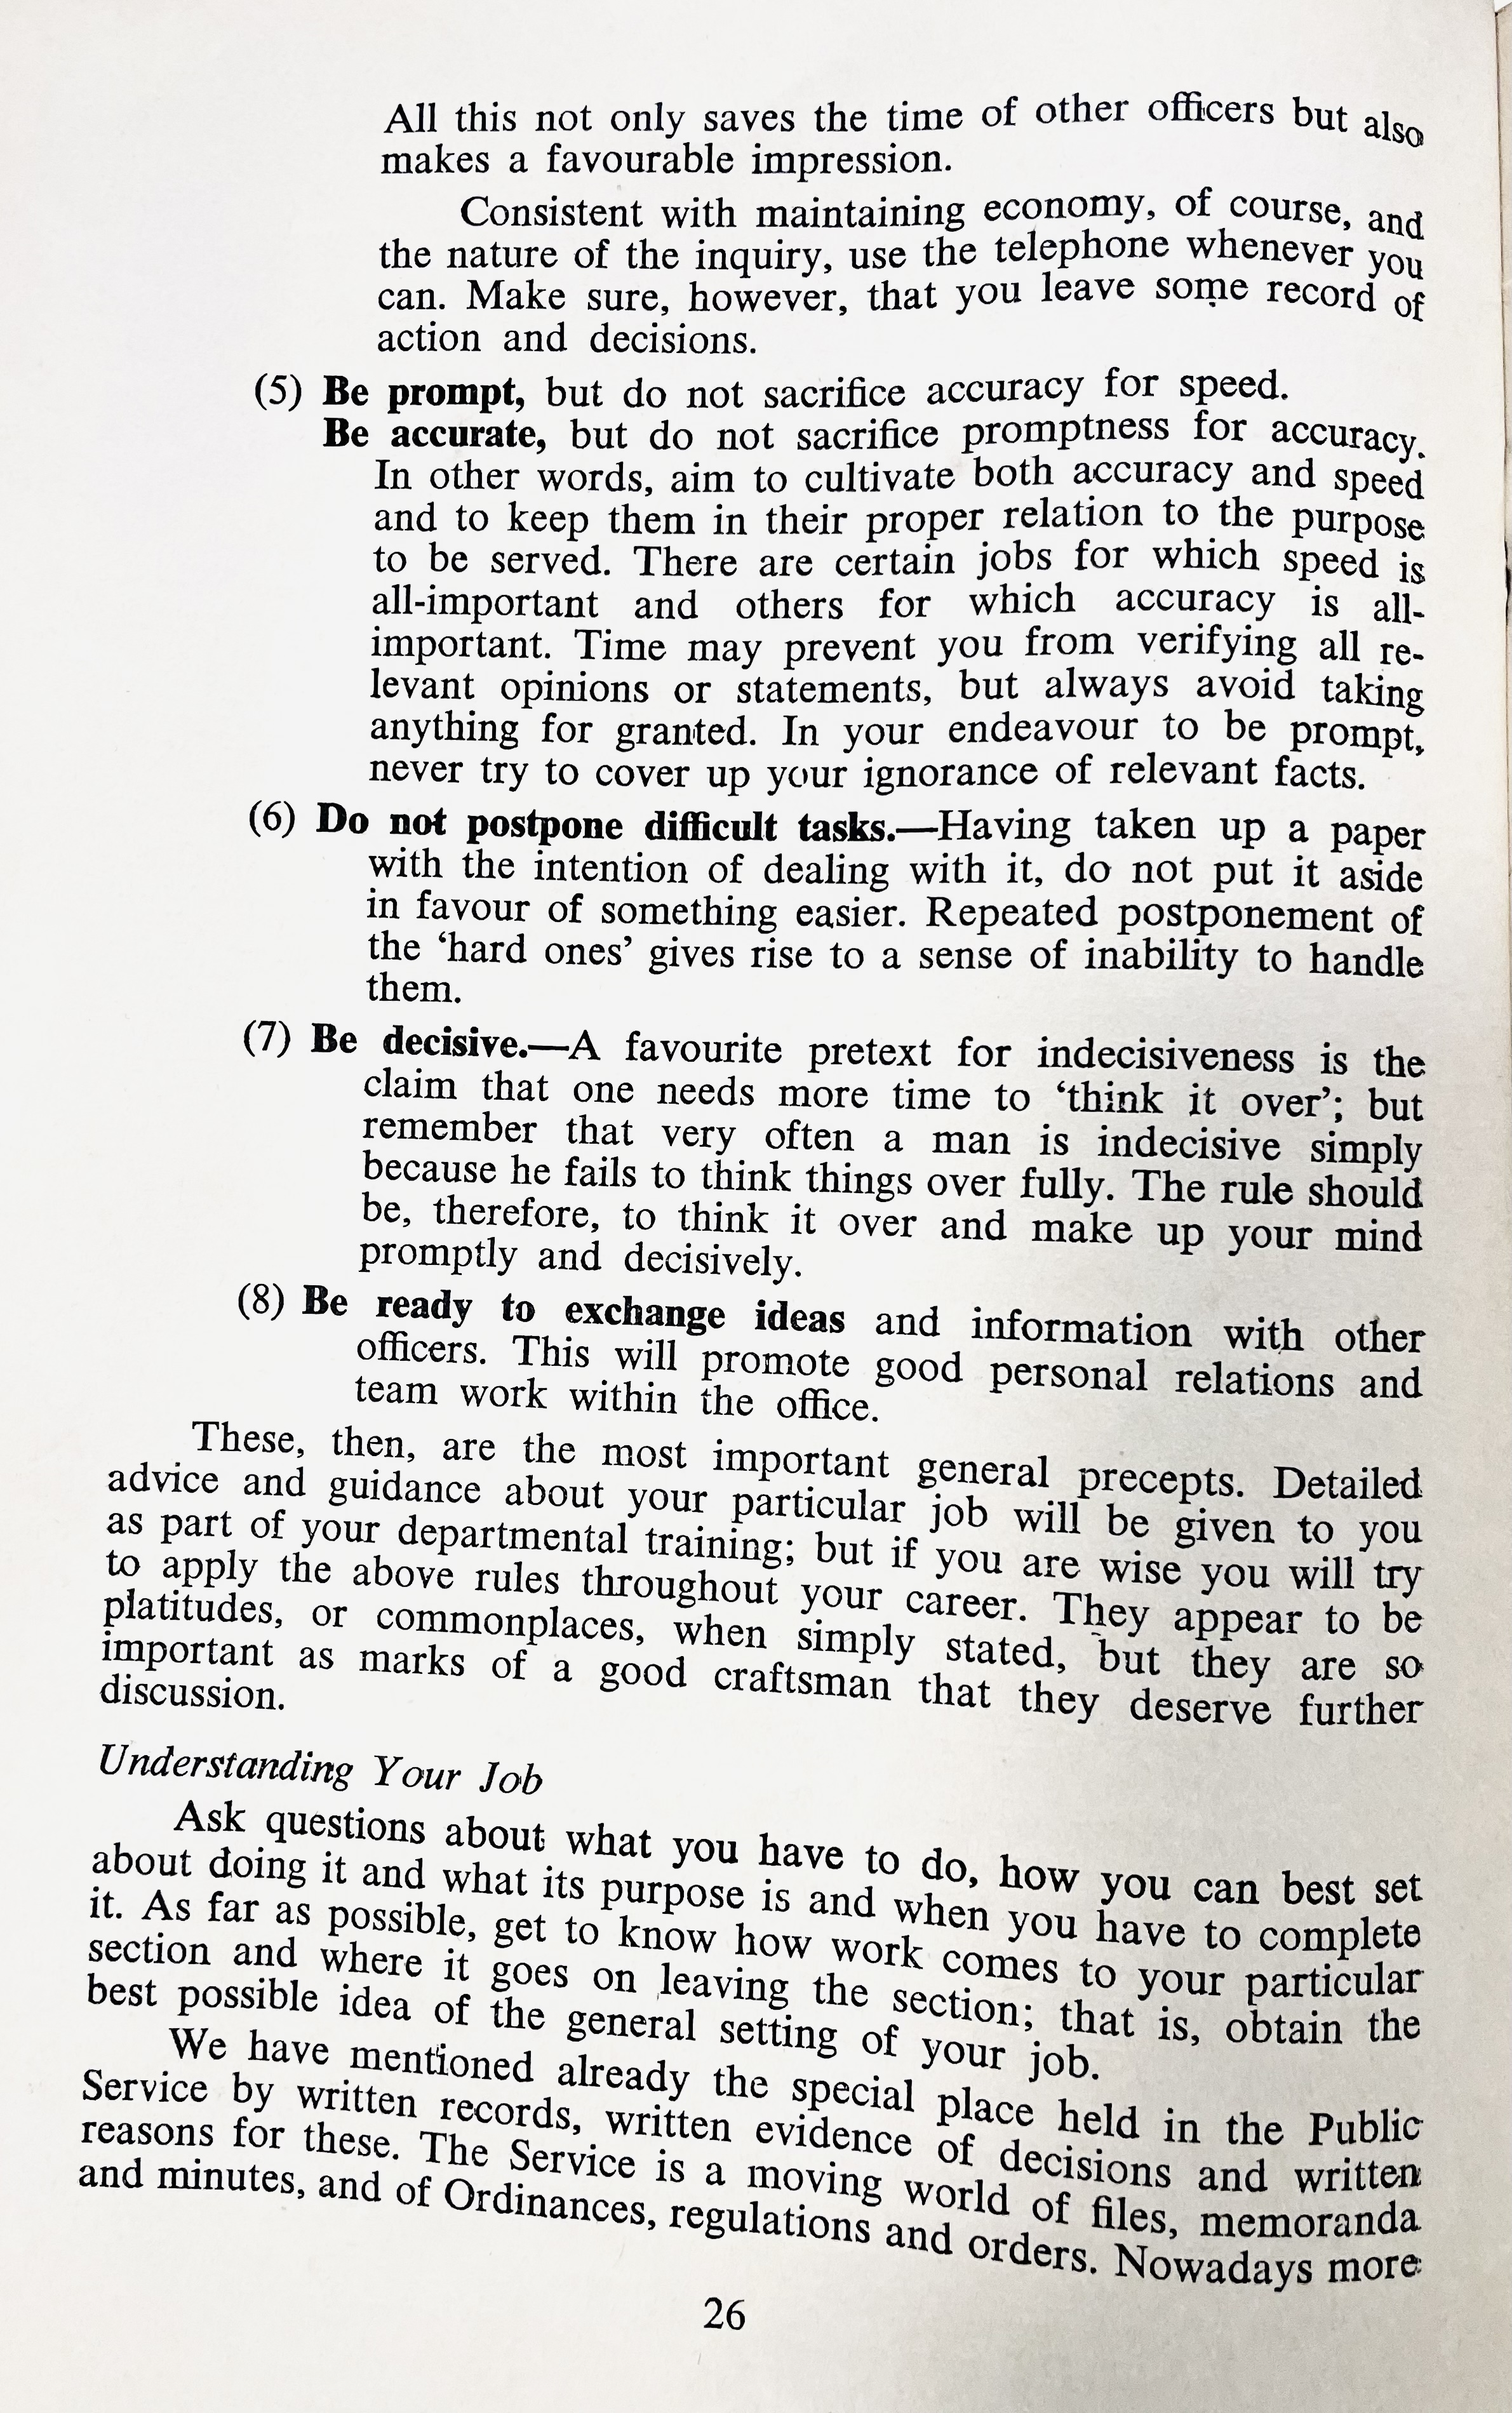 All this not only saves the time of other officers but also
makes a favourable impression.
Consistent with maintaining economy, of course, and
the nature of the inquiry, use the telephone whenever you
can. Make sure, however, that you leave some record of
action and decisions.
(5) Be prompt, but do not sacrifice accuracy for speed.
Be accurate, but do not sacrifice promptness for accuracy.
In other words, aim to cultivate both accuracy and speed
and to keep them in their proper relation to the purpose
to be served. There are certain jobs for which speed is
all-important and others for which accuracy is all-
important. Time may prevent you from verifying all re-
levant opinions or statements, but always avoid taking
anything for granted. In your endeavour to be prompt,
never try to cover up your ignorance of relevant facts.
(6) Do not postpone difficult tasks.—Having taken up a paper
with the intention of dealing with it, do not put it aside
in favour of something easier. Repeated postponement of
the ‘hard ones’ gives rise to a sense of inability to handle
them.
(7) Be decisive.—A favourite pretext for indecisiveness is the
claim that one needs more time to ‘think it over’; but
remember that very often a man is indecisive simply
because he fails to think things over fully. The rule should
be, therefore, to think it over and make up your mind
promptly and decisively.
(8) Be ready to exchange ideas and information with other
officers. This will promote good personal relations and
team work within the office.
These, then, are the most important general precepts. Detailed
advice and guidance about your particular job will be given to you
as part of your departmental training; but if you are wise you will try
to apply the above rules throughout your career. They appear to be
platitudes, or commonplaces, when simply stated, but they are so
important as marks of a good craftsman that they deserve further
discussion.
Understanding Your Job
Ask questions about what you have to do, how you can best set
about doing it and what its purpose is and when you have to complete
it. As far as possible, get to know how work comes to your particular
section and where it goes on leaving the section; that is, obtain the
best possible idea of the general setting of your job.
We have mentioned already the special place held in the Public
Service by written records, written evidence of decisions and written
reasons for these. The Service is a moving world of files, memoranda
and minutes, and of Ordinances, regulations and orders. Nowadays more
26